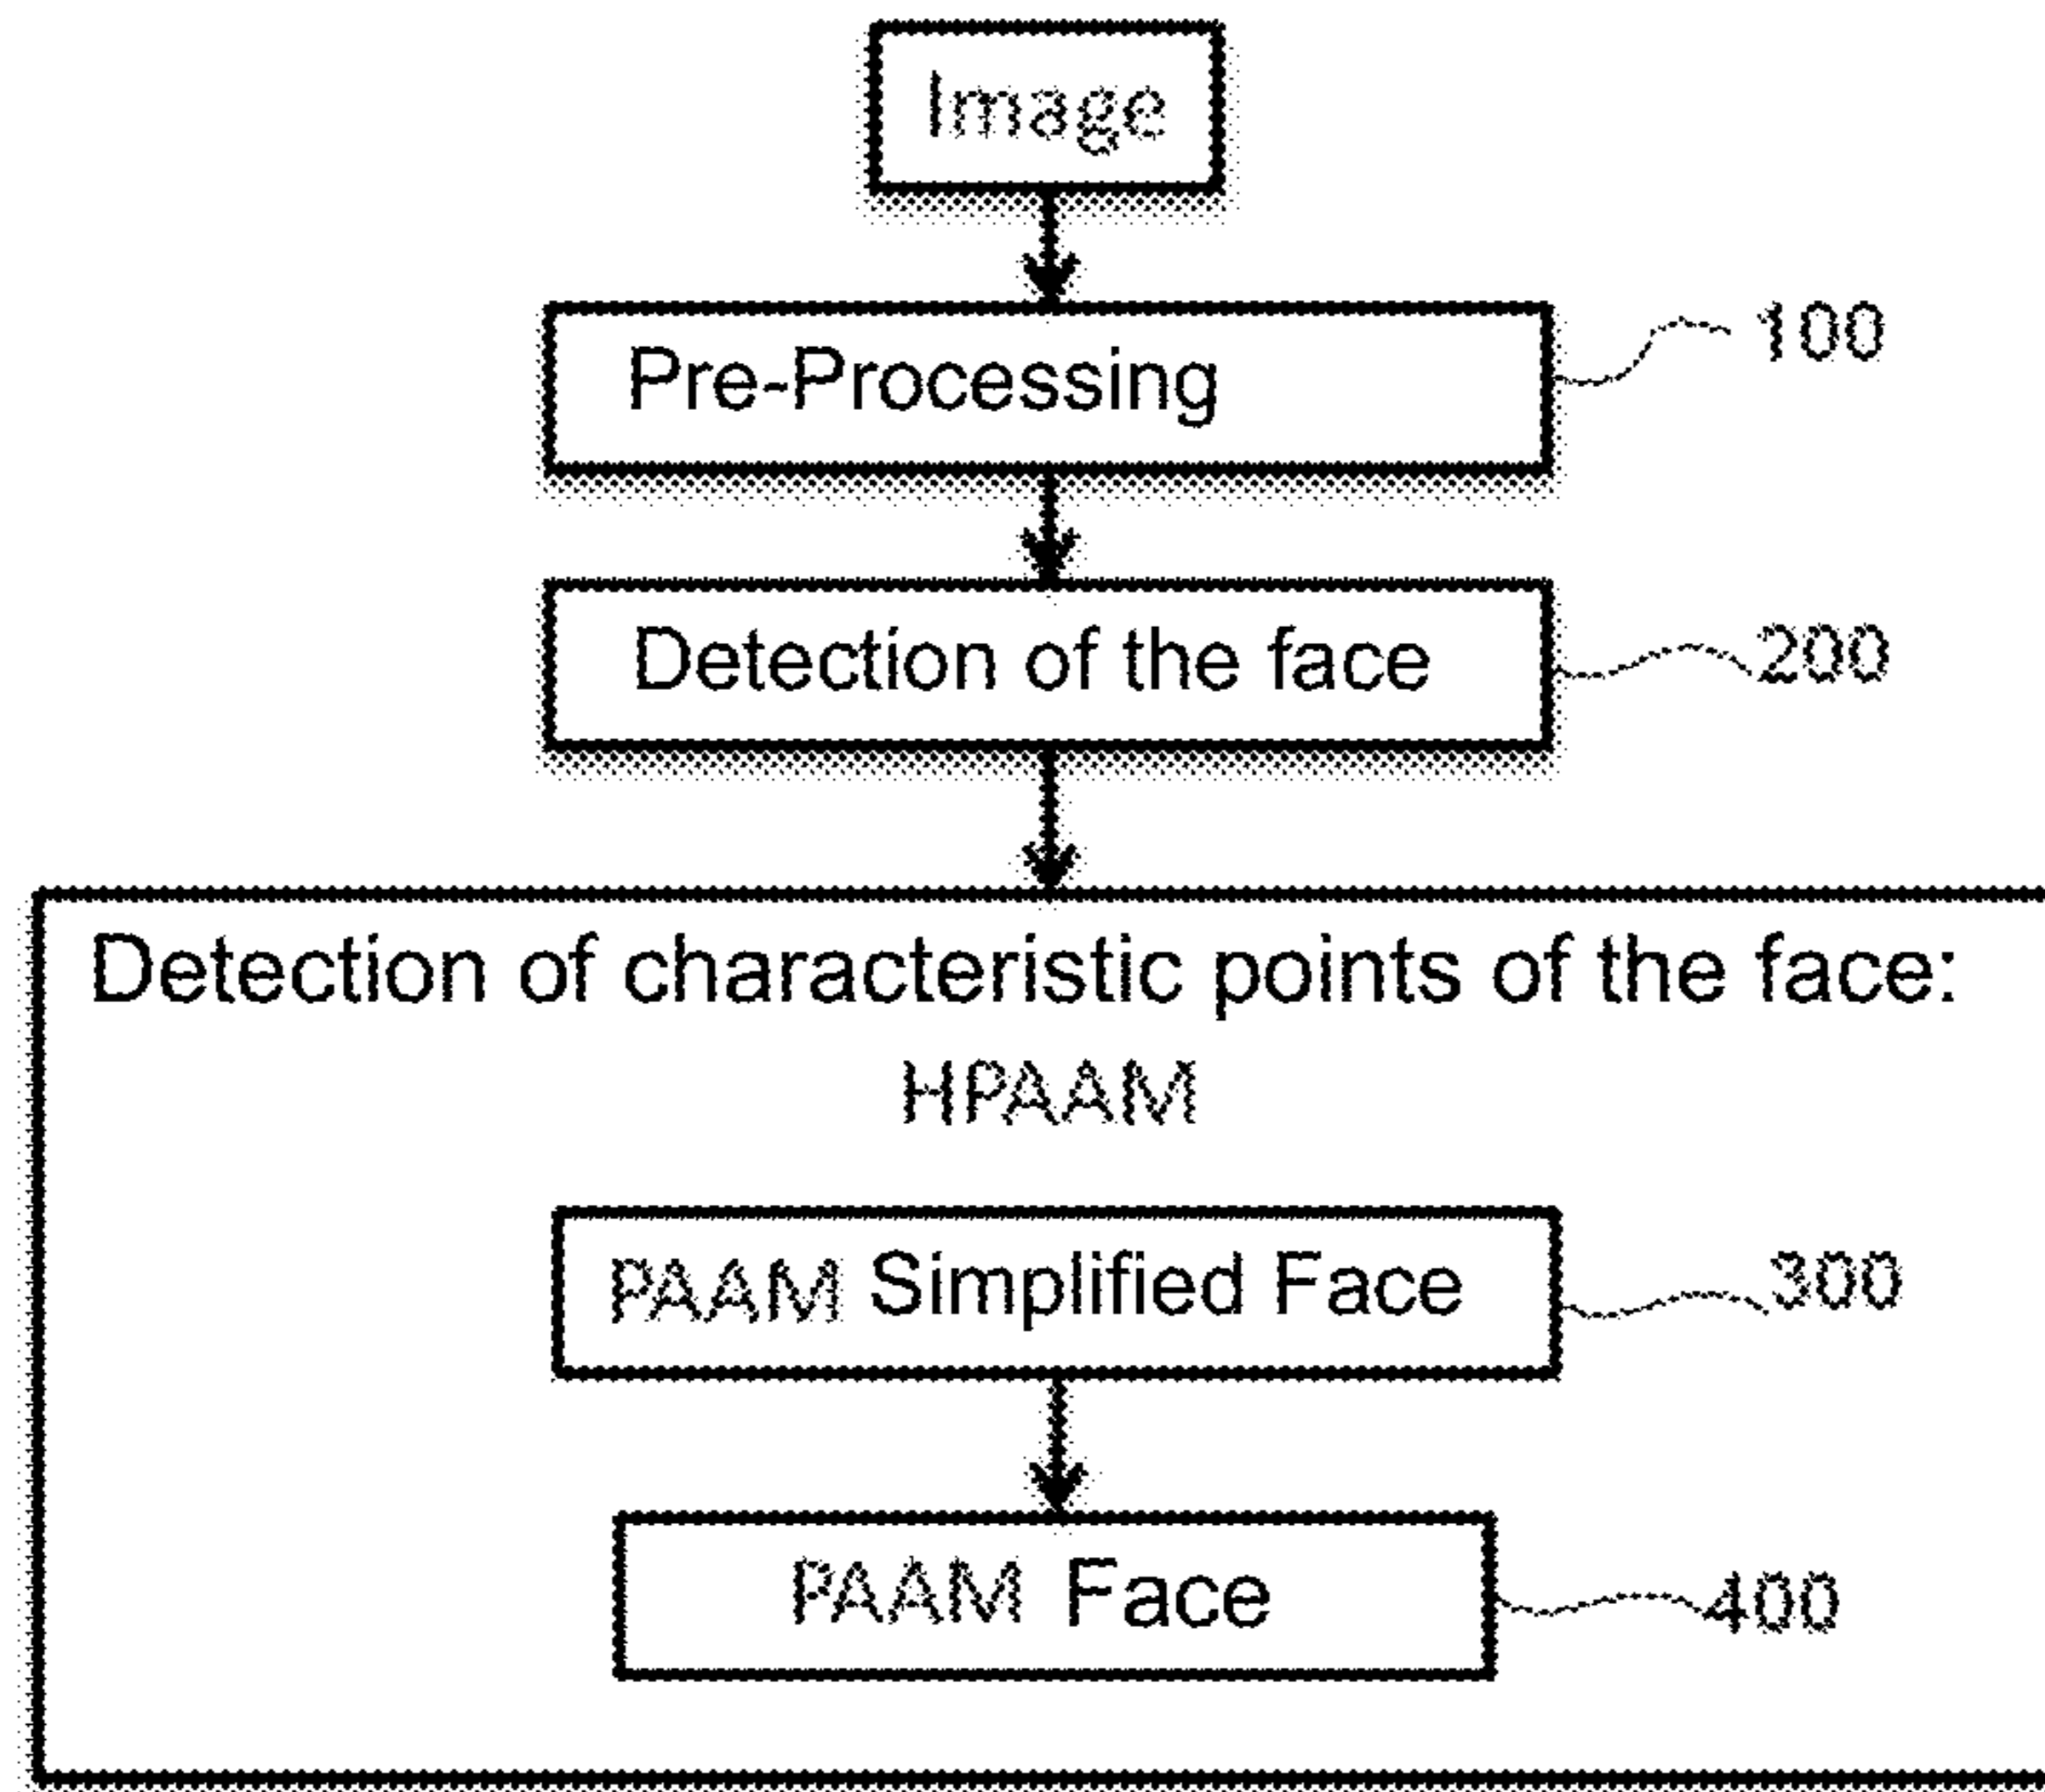 Image
Pre-Processing
100
Detection of the face
200
Detection of characteristic points of the face:
HPAAM
PAAM Simplified Face
300
PAAM Face
400